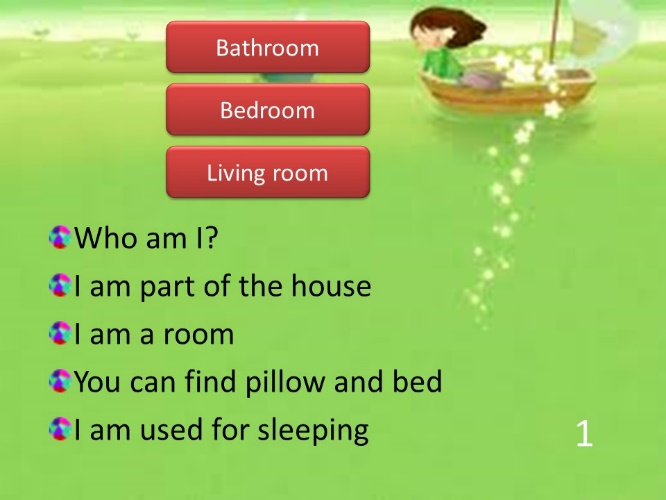 Bathroom
Bedroom
Living room
Who am I?
I am part of the house
I am a room
You can find pillow and bed
I am used for sleeping
1